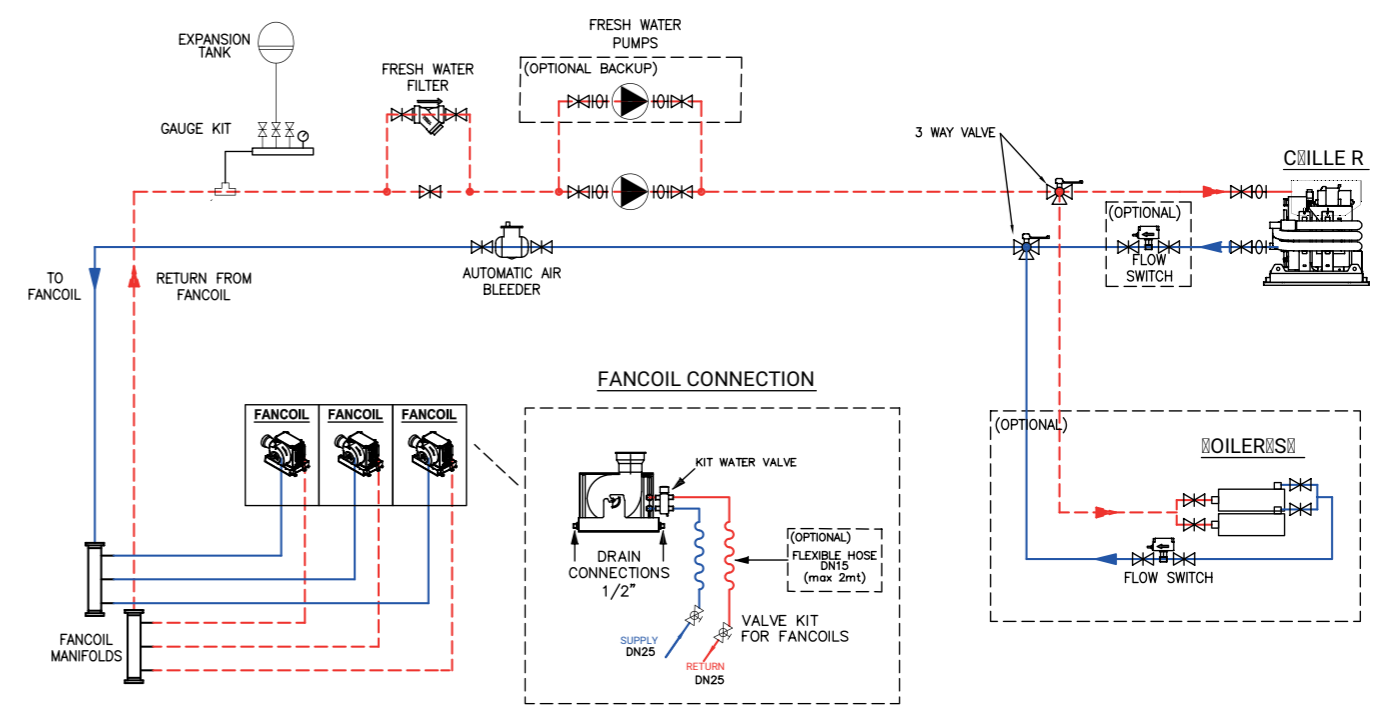 EXPANSION
TANK
GAUGE KIT
FRESH WATER
FILTER
FRESH WATER
PUMPS
(OPTIONAL BACKUP)
3 WAY VALVE
(OPTIONAL)
FLOW
SWITCH
TO
FANCOIL
RETURN FROM
FANCOIL
AUTOMATIC AIR
BLEEDER
FANCOIL
FANCOIL
FANCOIL
FANCOIL
MANIFOLDS
FANCOIL CONNECTION
KIT WATER VALVE
DRAIN
CONNECTIONS
1/2"
(OPTIONAL)
FLEXIBLE HOSE
DN15
(max 2mt)
VALVE KIT
FOR FANCOILS
SUPPLY
DN25
RETURN
DN25
(OPTIONAL)
FLOW SWITCH